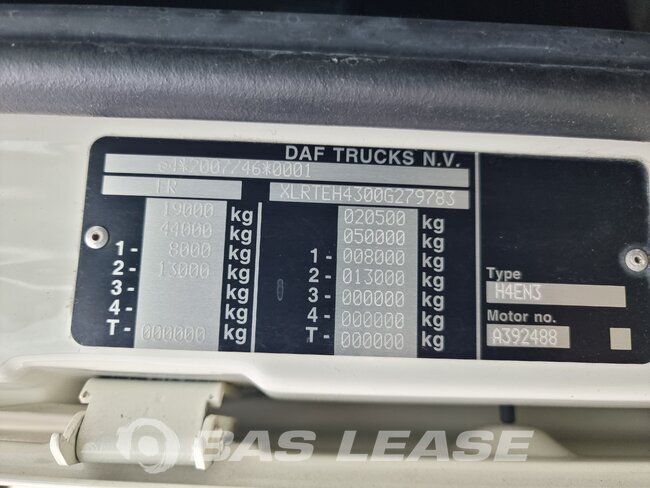 DAF TRUCKS N.V.
e4*2007/46*0001
FR XLRTEH4300G279783
19000 kg 020500 kg
44000 kg 050000 kg
1- 8000 kg 1- 008000 kg
2- 13000 kg 2- 013000 kg
3- kg 3- 000000 kg
4- kg 4- 000000 kg
T- 000000 kg T- 000000 kg
0
Type
H4EN3
Motor no.
A392488
BAS LEASE